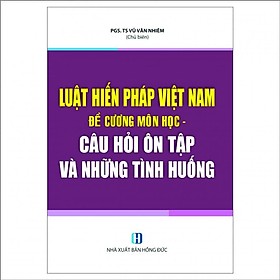 PGS. TS VŨ VĂN NHIÊM
(Chủ biên)
LUẬT HIẾN PHÁP VIỆT NAM
ĐỀ CƯƠNG MÔN HỌC -
CÂU HỎI ÔN TẬP
VÀ NHỮNG TÌNH HUỐNG
NHÀ XUẤT BẢN HỒNG ĐỨC